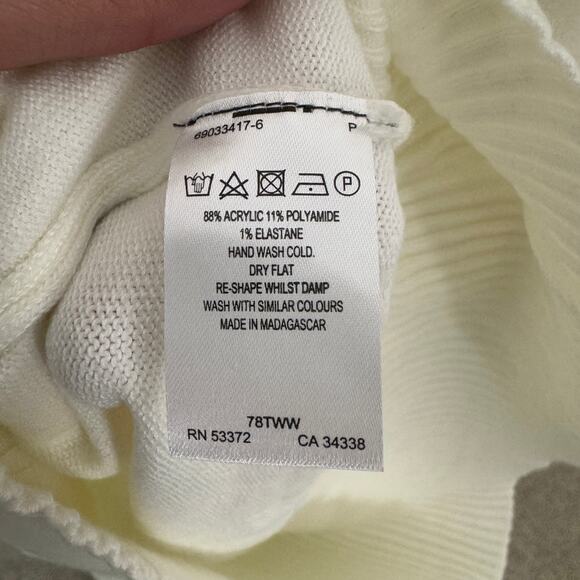 69033417-6 P
P
88% ACRYLIC 11% POLYAMIDE
1% ELASTANE
HAND WASH COLD.
DRY FLAT
RE-SHAPE WHILST DAMP
WASH WITH SIMILAR COLOURS
MADE IN MADAGASCAR
78TWW
RN 53372 CA 34338